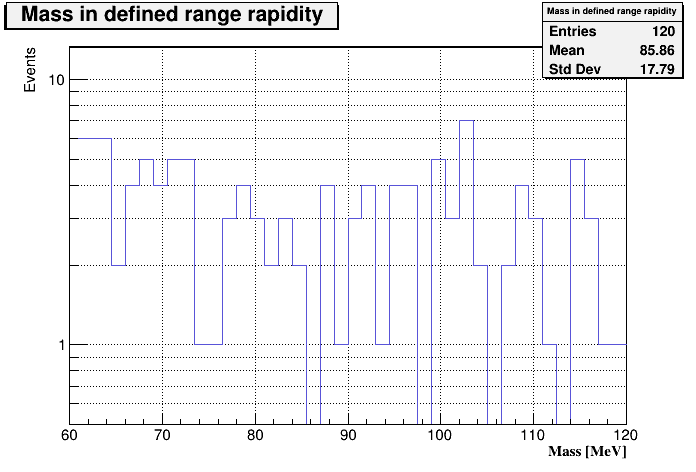 Mass in defined range rapidity
Mass in defined range rapidity
Entries 120
Mean 85.86
Std Dev 17.79
Events
10
1
60 70 80 90 100 110 120
Mass [MeV]